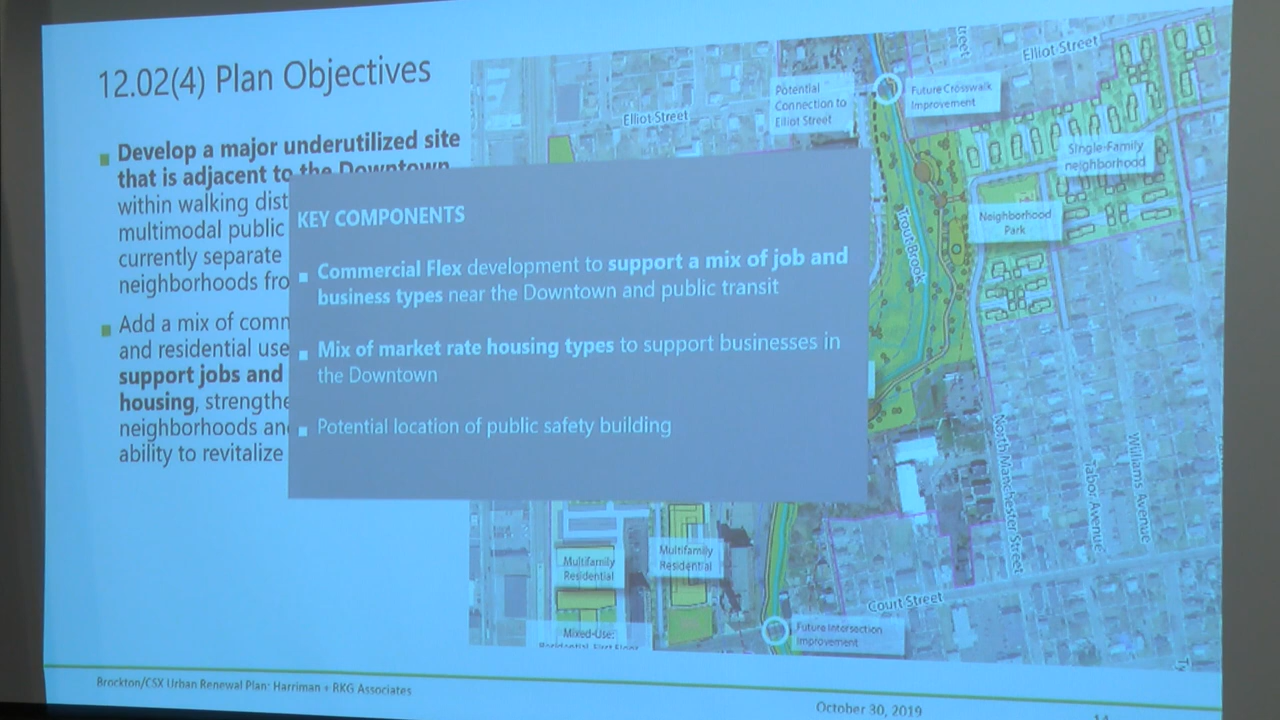 12.02(4) Plan Objectives
Develop a major underutilized site
that is adjacent to the Downtown
within walking dist
multimodal public
currently separate
neighborhoods fro
Add a mix of comm
and residential use
support jobs and
housing, strengthe
neighborhoods an
ability to revitalize
KEY COMPONENTS
Commercial Flex development to support a mix of job and
business types near the Downtown and public transit
Mix of market rate housing types to support businesses in
the Downtown
Potential location of public safety building
Elliot Street
Potential
Connection to
Elliot Street
Future Crosswalk
Improvement
Elliot Street
Single-Family
neighborhood
Neighborhood
Park
Trout Brook
North Manchester Street
Tabor Avenue
Williams Avenue
Court Street
Multifamily
Residential
Multifamily
Residential
Mixed-Use:
Residential, First Floor
Future Intersection
Improvement
Brockton/CSX Urban Renewal Plan: Harriman + RKG Associates
October 30, 2019